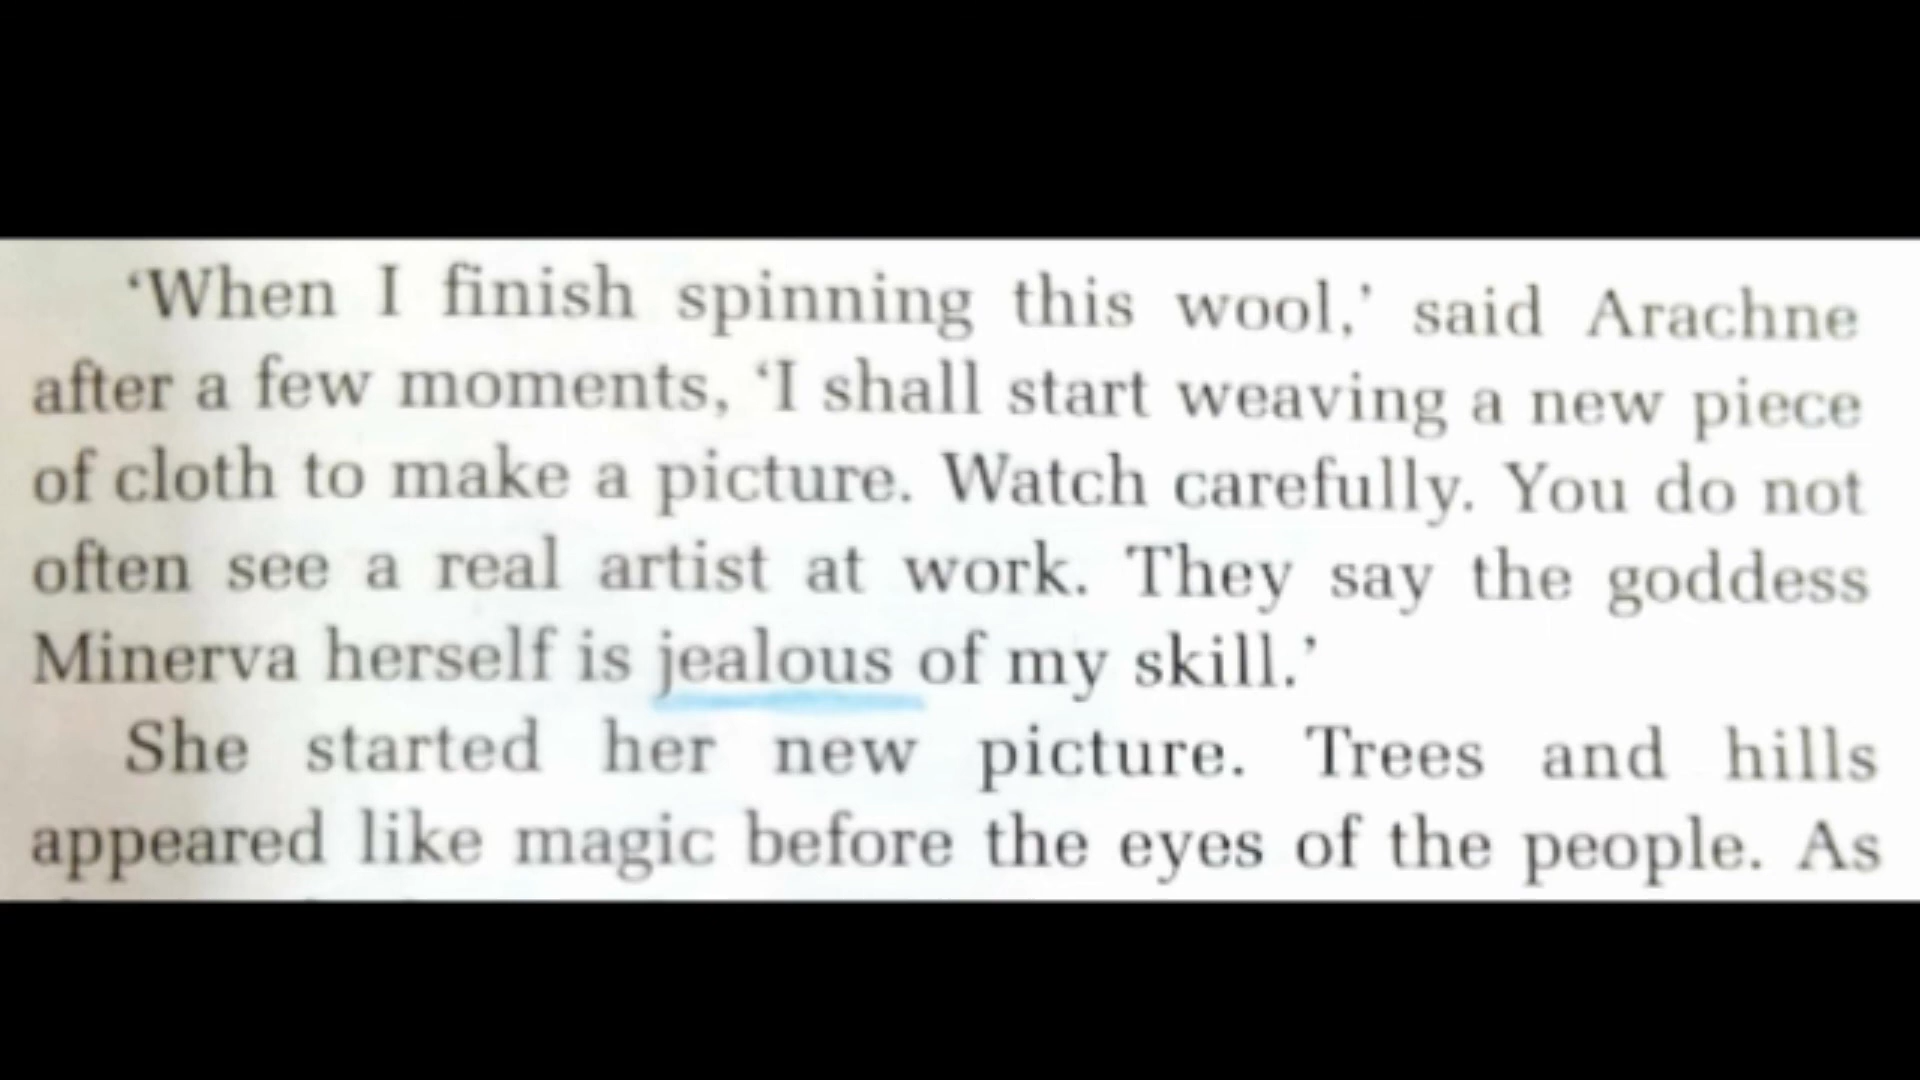 ‘When I finish spinning this wool,’ said Arachne
after a few moments, ‘I shall start weaving a new piece
of cloth to make a picture. Watch carefully. You do not
often see a real artist at work. They say the goddess
Minerva herself is jealous of my skill.’
She started her new picture. Trees and hills
appeared like magic before the eyes of the people. As